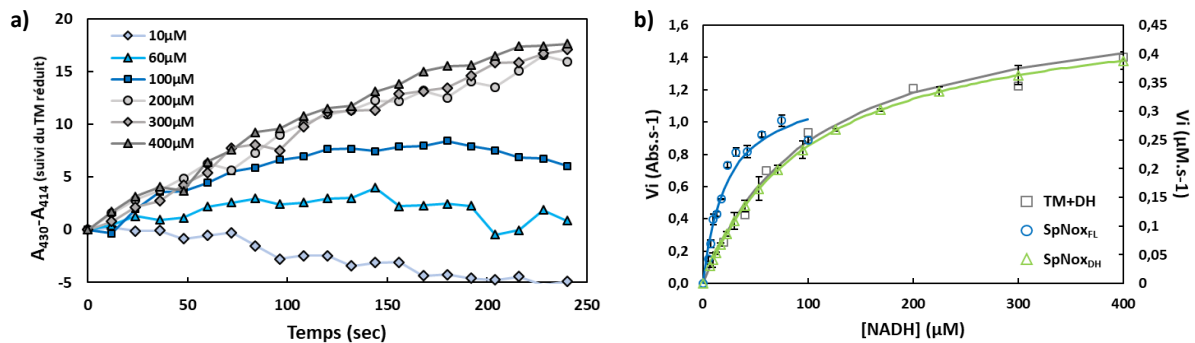 a)
20
15
10
5
0
-5
0
50
100
150
200
250
A430-A414 (suivi du TM réduit)
Temps (sec)
10µM
60µM
100µM
200µM
300µM
400µM
b)
1,6
1,4
1,2
1,0
0,8
0,6
0,4
0,2
0,0
0
100
200
300
400
Vi (Abs.s-1)
[NADH] (µM)
0,45
0,4
0,35
0,3
0,25
0,2
0,15
0,1
0,05
0
Vi (µM.s-1)
TM+DH
SpNoxFL
SpNoxDH